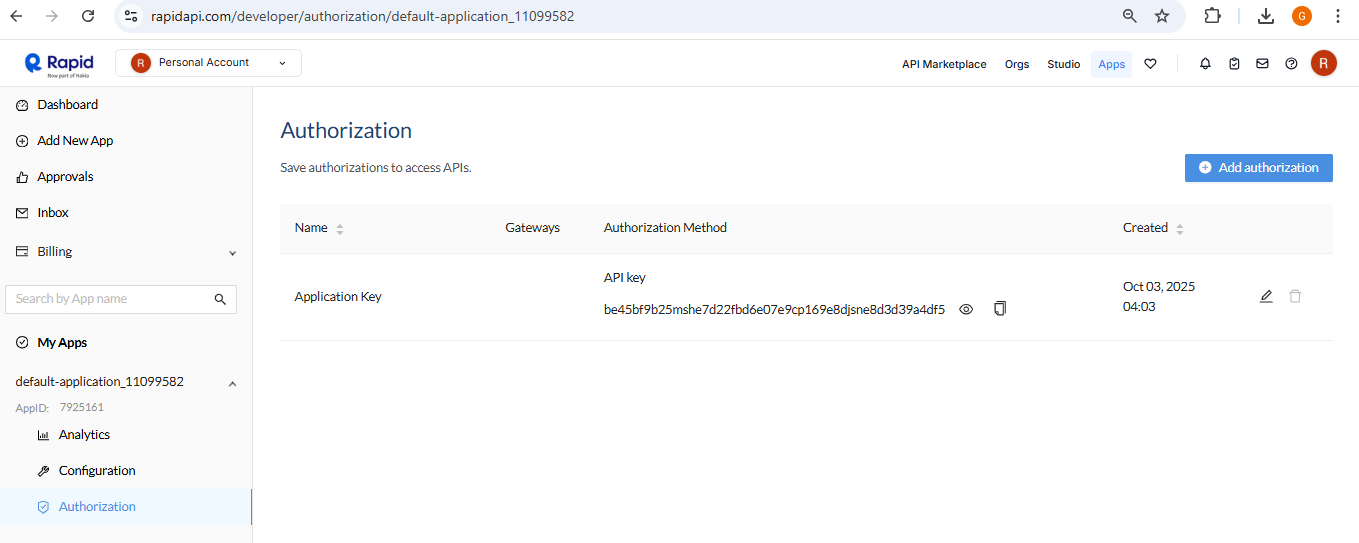 rapidapi.com/developer/authorization/default-application_11099582
G
Rapid
Now part of Nokia
R Personal Account
API Marketplace Orgs Studio Apps
R
Dashboard
Add New App
Approvals
Inbox
Billing
Search by App name
My Apps
default-application_11099582
AppID: 7925161
Analytics
Configuration
Authorization
Authorization
Save authorizations to access APIs.
Add authorization
Name Gateways Authorization Method Created
Application Key
API key
be45bf9b25mshe7d22fbd6e07e9cp169e8djsne8d3d39a4df5
Oct 03, 2025
04:03